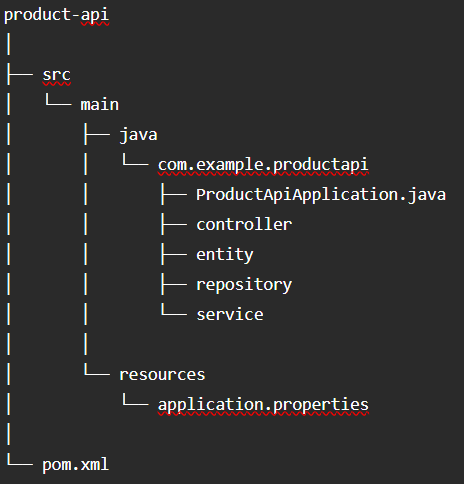 product-api
│
├── src
│   └── main
│       ├── java
│       │   └── com.example.productapi
│       │       ├── ProductApiApplication.java
│       │       ├── controller
│       │       ├── entity
│       │       ├── repository
│       │       └── service
│       │
│       └── resources
│           └── application.properties
│
└── pom.xml